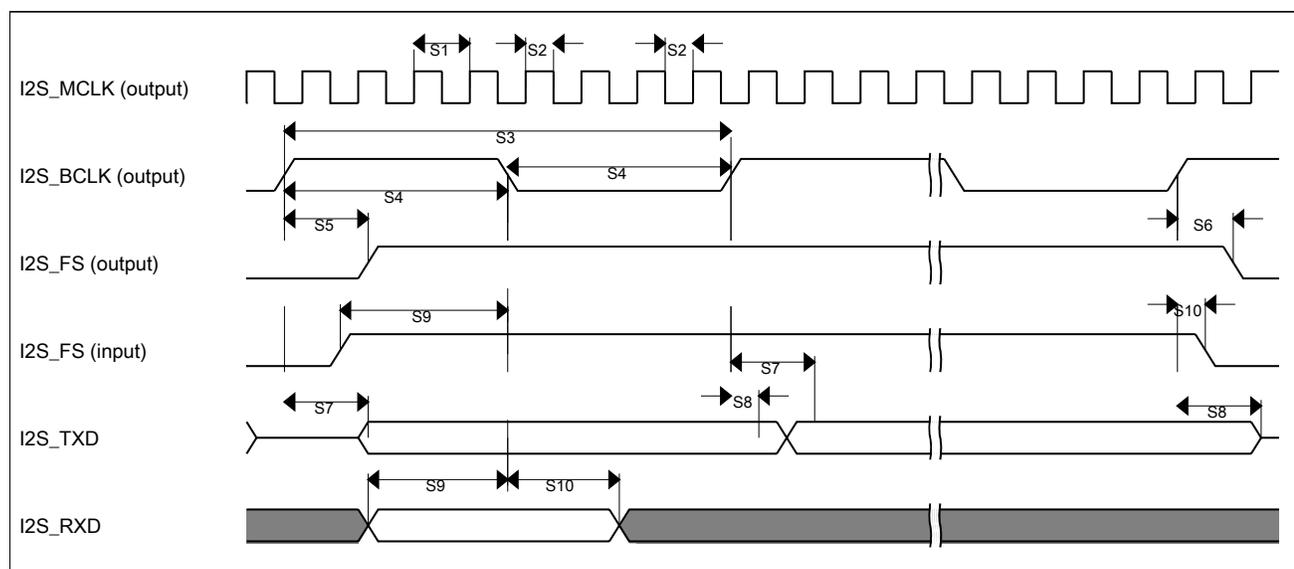 S1 S2 S2
I2S_MCLK (output)
S3
I2S_BCLK (output)
S4
S4
S5 S6
I2S_FS (output)
S9 S10
I2S_FS (input)
S7
S7 S8 S8
I2S_TXD
S9 S10
I2S_RXD